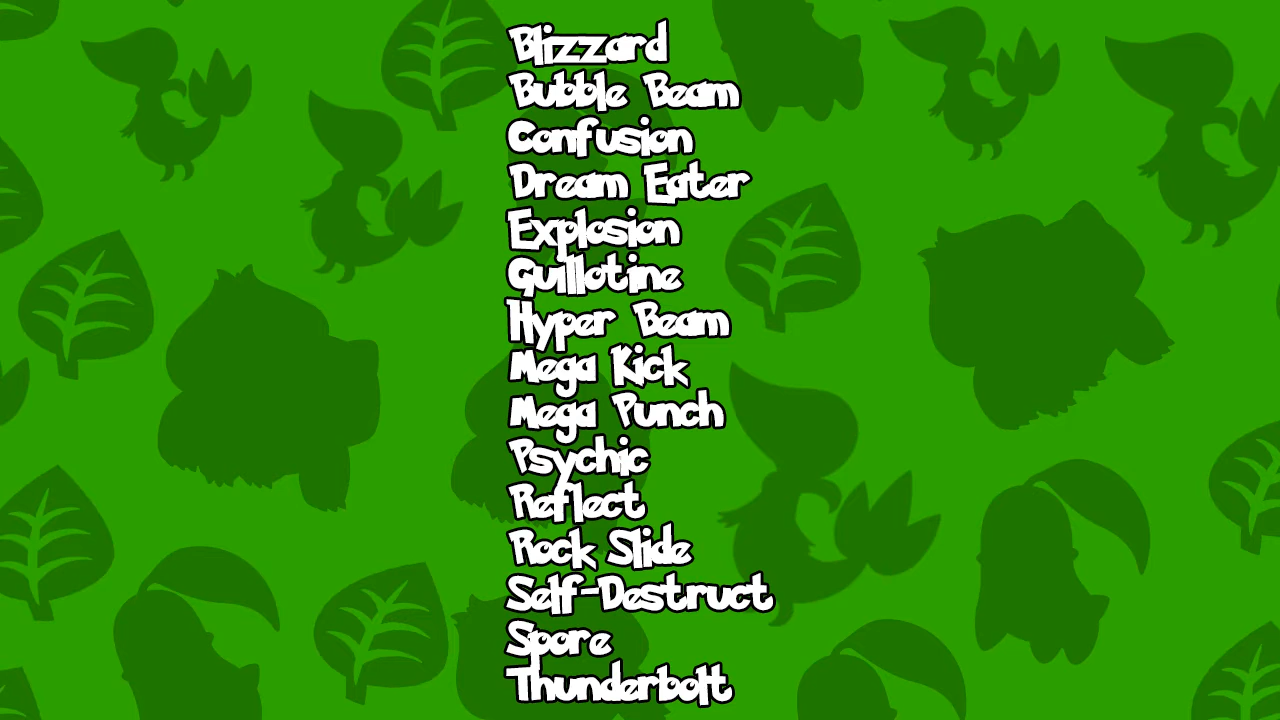 Blizzard
Bubble Beam
Confusion
Dream Eater
Explosion
Guillotine
Hyper Beam
Mega Kick
Mega Punch
Psychic
Reflect
Rock Slide
Self-Destruct
Spore
Thunderbolt